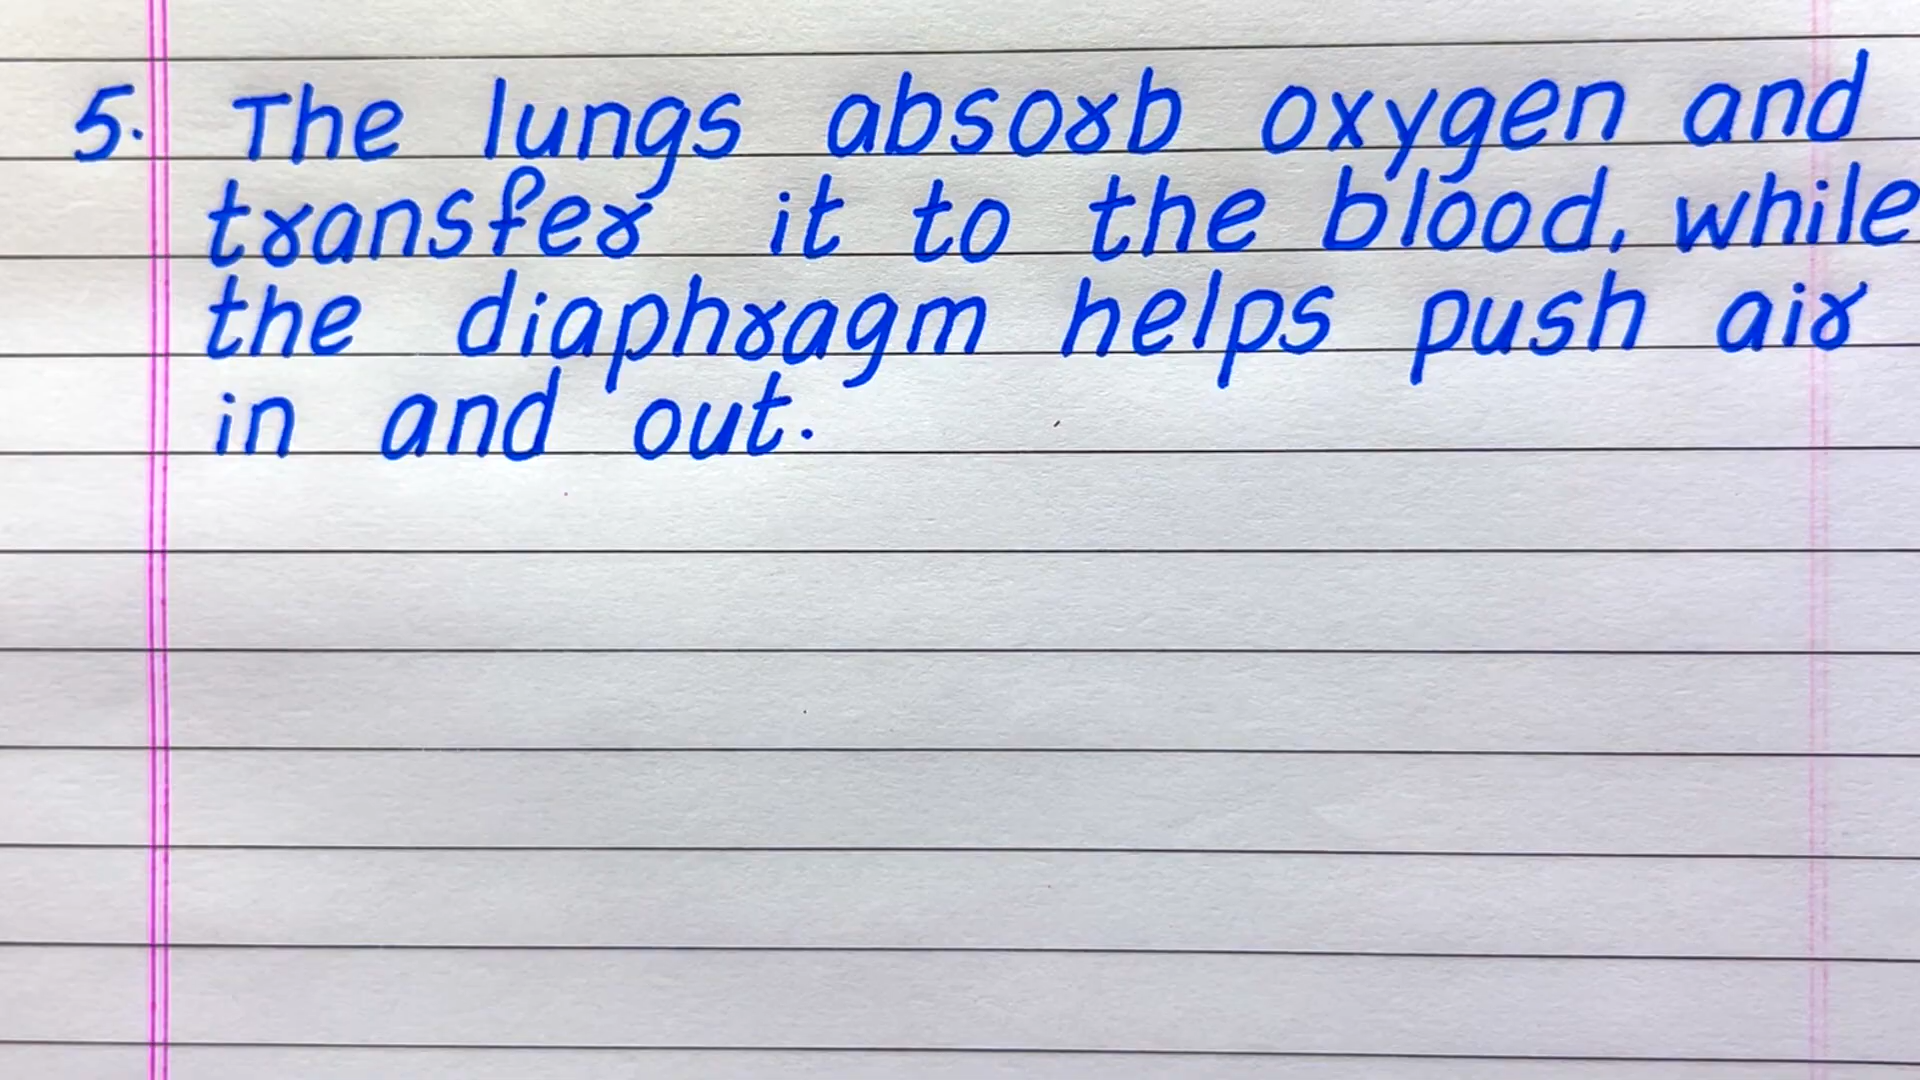 5. The lungs absorb oxygen and
transfer it to the blood, while
the diaphragm helps push air
in and out.